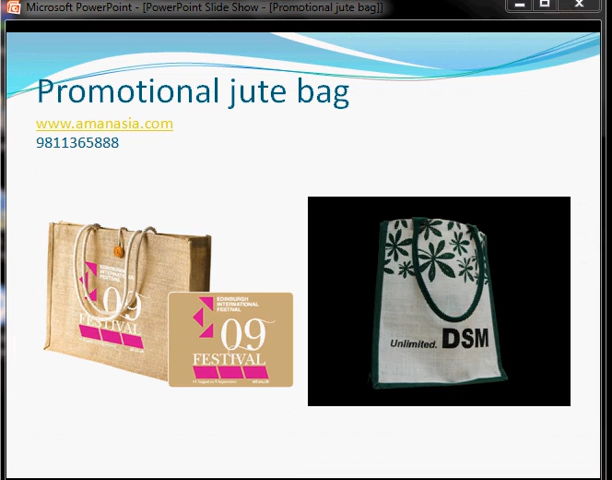 Microsoft PowerPoint - [PowerPoint Slide Show - [Promotional jute bag]]
Promotional jute bag
www.amanasia.com
9811365888
EDINBURGH
INTERNATIONAL
FESTIVAL
09
FESTIVAL
EDINBURGH
INTERNATIONAL
FESTIVAL
09
FESTIVAL
Unlimited. DSM